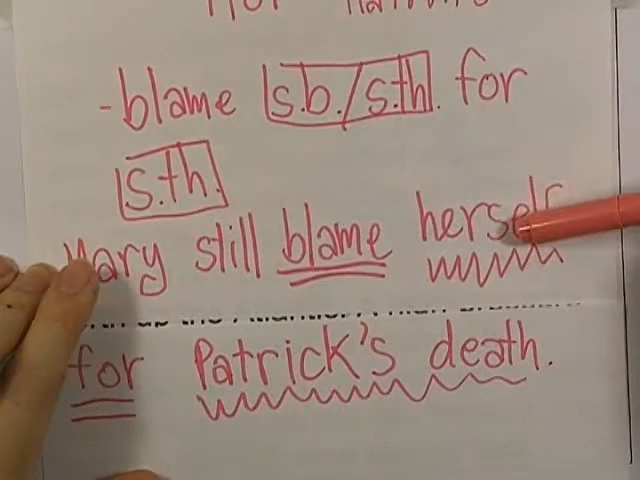 -blame s.b./s.th. for
s.th.
Mary still blame herself
for Patrick's death.